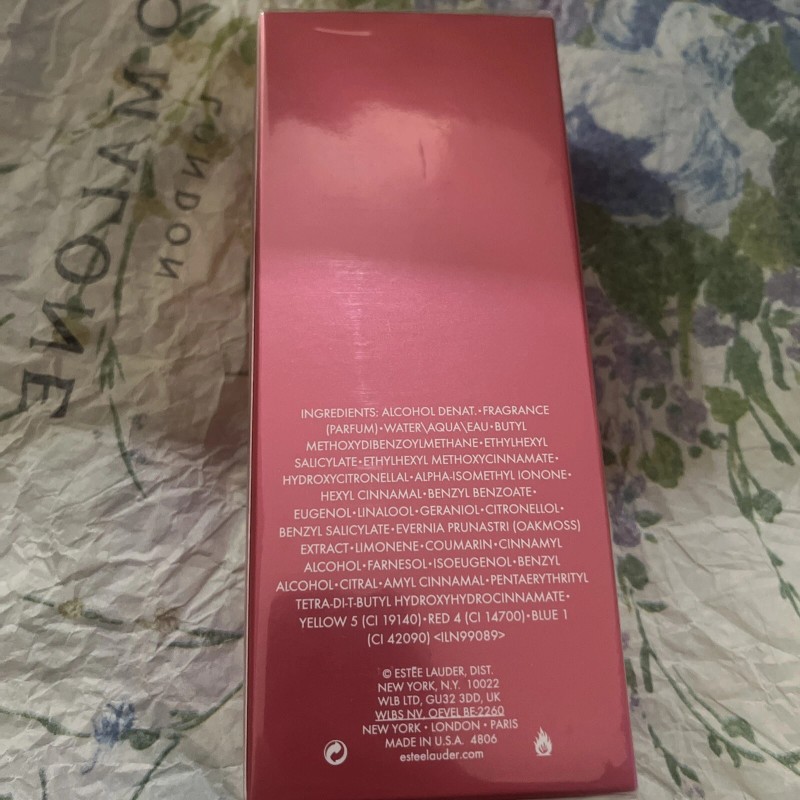 JO MALONE
LONDON
INGREDIENTS: ALCOHOL DENAT.•FRAGRANCE
(PARFUM)•WATER\AQUA\EAU•BUTYL
METHOXYDIBENZOYLMETHANE•ETHYLHEXYL
SALICYLATE•ETHYLHEXYL METHOXYCINNAMATE•
HYDROXYCITRONELLAL•ALPHA-ISOMETHYL IONONE•
HEXYL CINNAMAL•BENZYL BENZOATE•
EUGENOL•LINALOOL•GERANIOL•CITRONELLOL•
BENZYL SALICYLATE•EVERNIA PRUNASTRI (OAKMOSS)
EXTRACT•LIMONENE•COUMARIN•CINNAMYL
ALCOHOL•FARNESOL•ISOEUGENOL•BENZYL
ALCOHOL•CITRAL•AMYL CINNAMAL•PENTAERYTHRITYL
TETRA-DI-T-BUTYL HYDROXYHYDROCINNAMATE•
YELLOW 5 (CI 19140)•RED 4 (CI 14700)•BLUE 1
(CI 42090) <ILN99089>
© ESTÉE LAUDER, DIST.
NEW YORK, N.Y. 10022
WLB LTD, GU32 3DD, UK
WLBS NV. OEVEL BE-2260
NEW YORK • LONDON • PARIS
MADE IN U.S.A. 4806
esteelauder.com